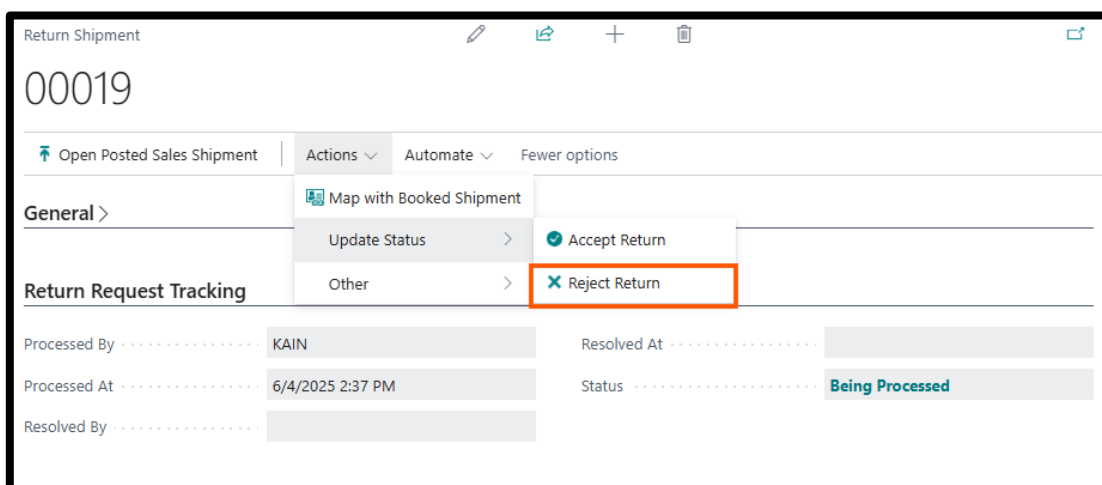 Return Shipment
00019
Open Posted Sales Shipment Actions Automate Fewer options
Map with Booked Shipment
General
Update Status Accept Return
Return Request Tracking Other Reject Return
Processed By KAIN Resolved At
Processed At 6/4/2025 2:37 PM Status Being Processed
Resolved By